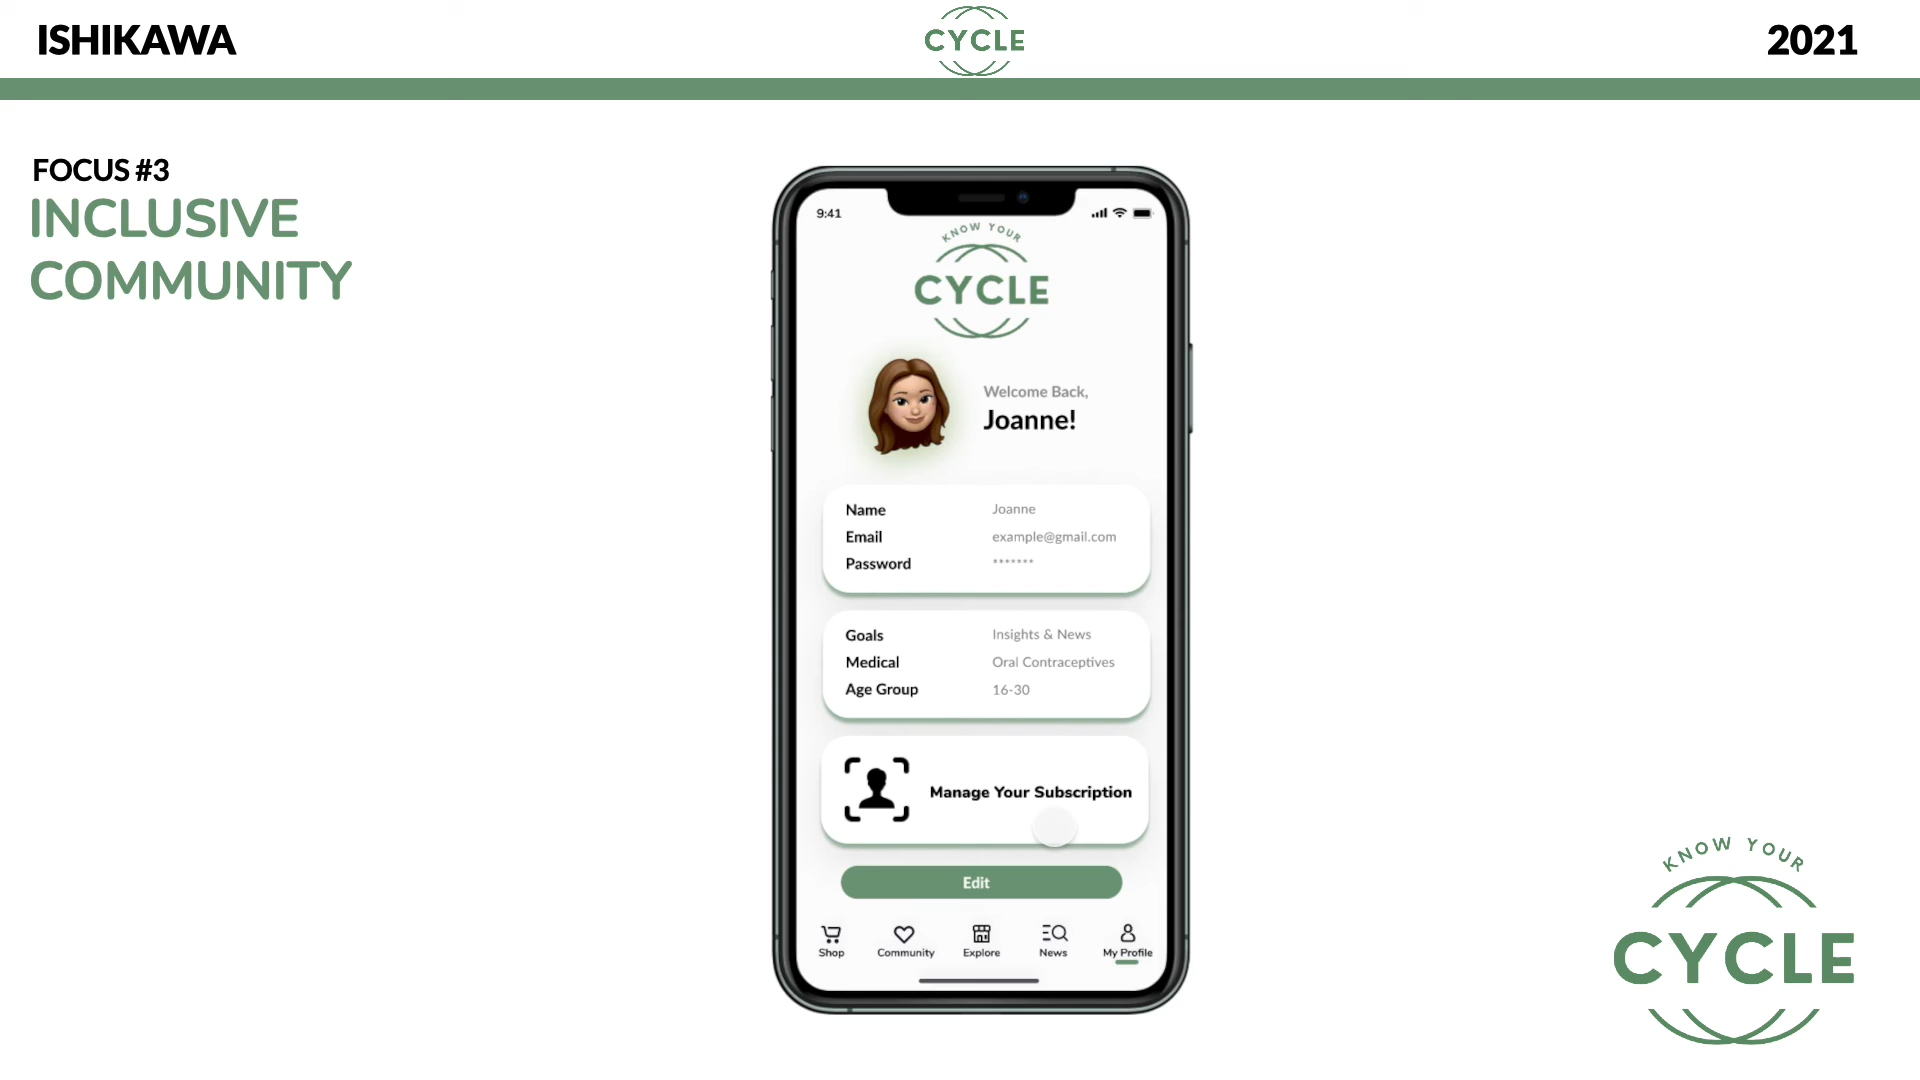 ISHIKAWA
CYCLE
2021
FOCUS #3
INCLUSIVE
COMMUNITY
9:41
KNOW YOUR
CYCLE
Welcome Back,
Joanne!
Name Joanne
Email example@gmail.com
Password *******
Goals Insights & News
Medical Oral Contraceptives
Age Group 16-30
Manage Your Subscription
Edit
Shop Community Explore News My Profile
KNOW YOUR
CYCLE